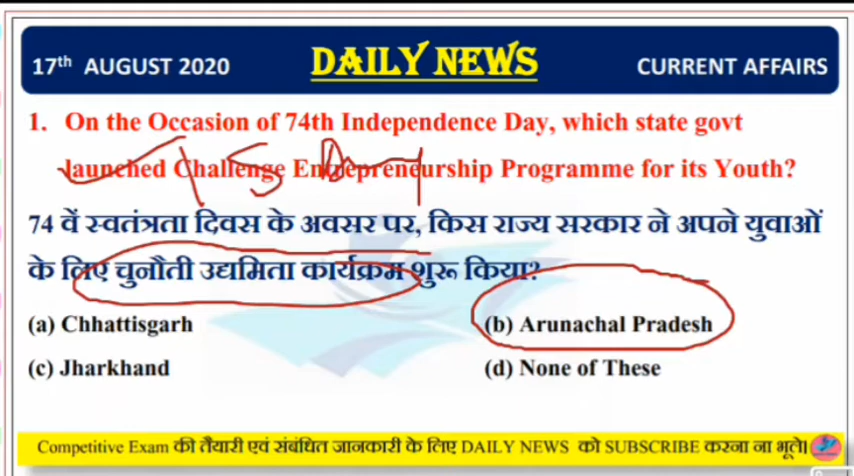 17th AUGUST 2020 DAILY NEWS CURRENT AFFAIRS
1. On the Occasion of 74th Independence Day, which state govt
launched Challenge Entrepreneurship Programme for its Youth?
74 वें स्वतंत्रता दिवस के अवसर पर, किस राज्य सरकार ने अपने युवाओं
के लिए चुनौती उद्यमिता कार्यक्रम शुरू किया?
(a) Chhattisgarh (b) Arunachal Pradesh
(c) Jharkhand (d) None of These
Competitive Exam की तैयारी एवं संबंधित जानकारी के लिए DAILY NEWS को SUBSCRIBE करना ना भूले।